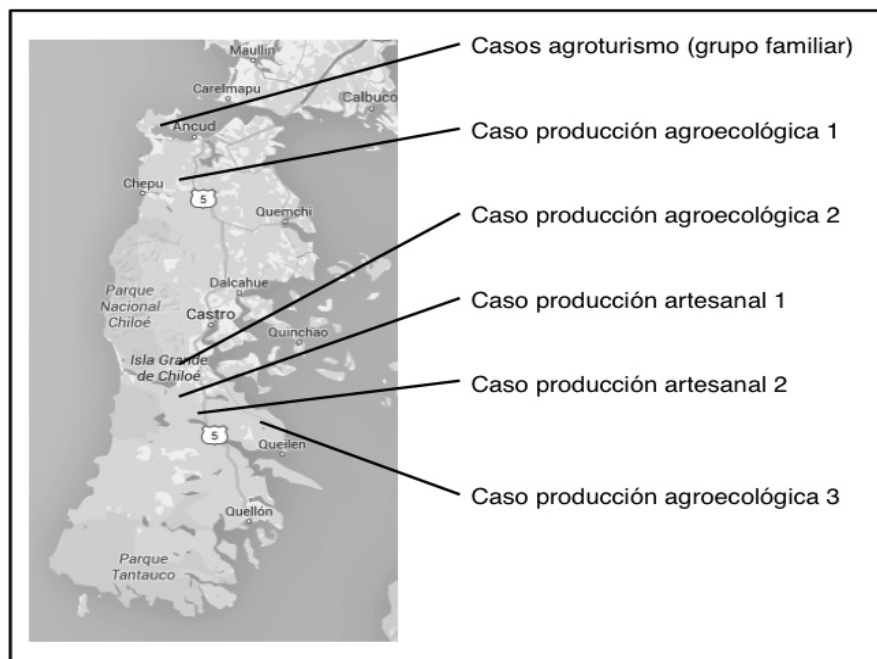 Maullin
Carelmapu
Calbuco
Ancud
Chepu
5
Quemchi
Parque
Nacional
Chiloé
Dalcahue
Castro
Quinchao
Isla Grande
de Chiloé
5
Queilen
Quellón
Parque
Tantauco
Casos agroturismo (grupo familiar)
Caso producción agroecológica 1
Caso producción agroecológica 2
Caso producción artesanal 1
Caso producción artesanal 2
Caso producción agroecológica 3